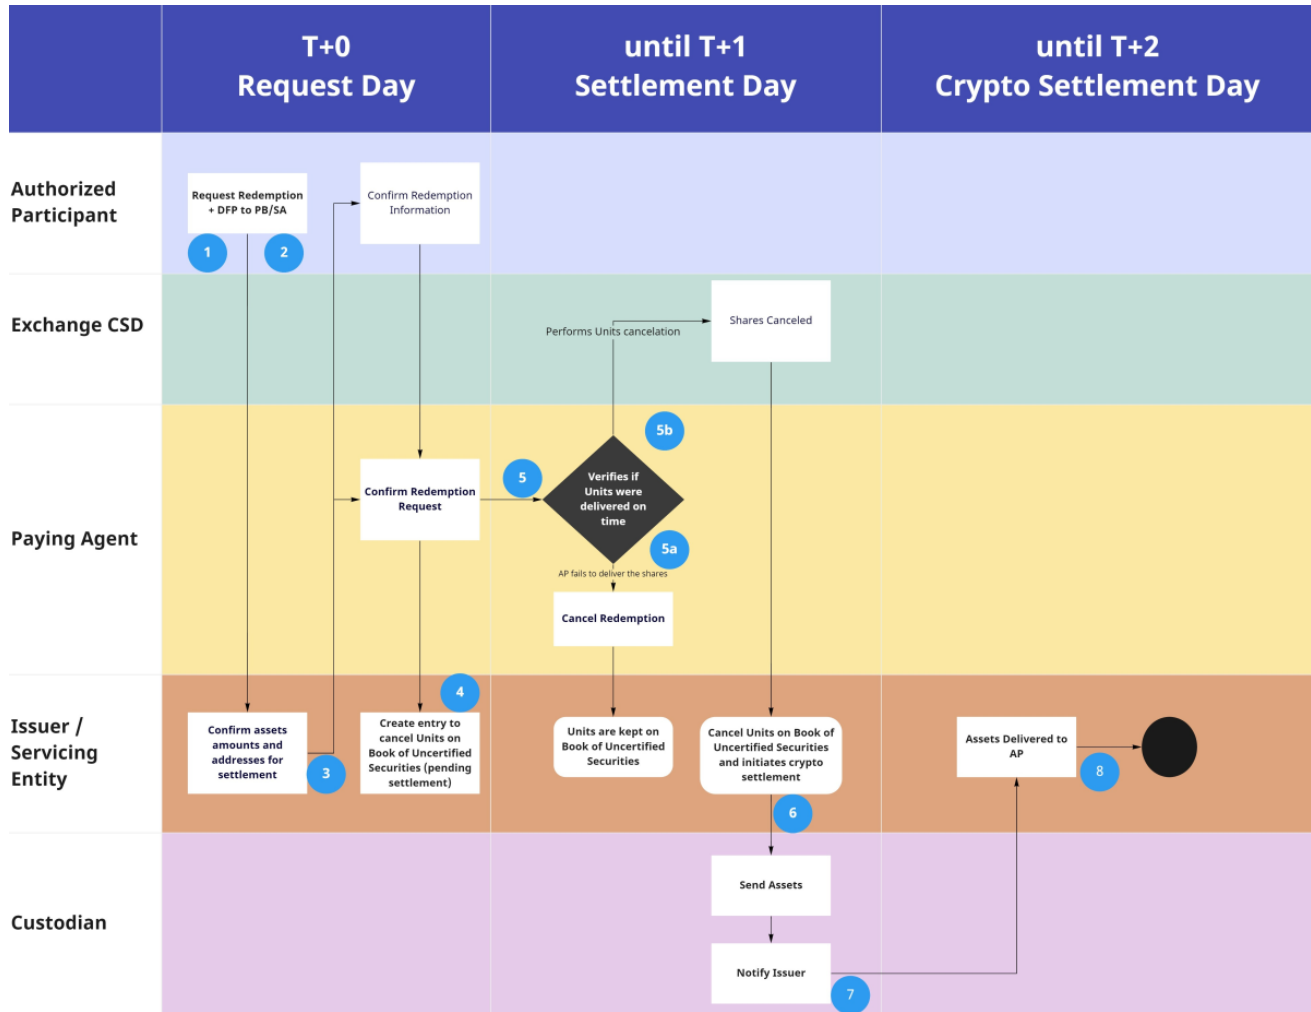 T+0
Request Day
until T+1
Settlement Day
until T+2
Crypto Settlement Day
Authorized
Participant
Request Redemption
+ DFP to PB/SA
1
2
Confirm Redemption
Information
Exchange CSD
Performs Units cancelation
Shares Canceled
Paying Agent
Confirm Redemption
Request
5
Verifies if
Units were
delivered on
time
5b
5a
AP fails to deliver the shares
Cancel Redemption
Issuer /
Servicing
Entity
Confirm assets
amounts and
addresses for
settlement
3
4
Create entry to
cancel Units on
Book of Uncertified
Securities (pending
settlement)
Units are kept on
Book of Uncertified
Securities
Cancel Units on Book of
Uncertified Securities
and initiates crypto
settlement
6
Assets Delivered to
AP
8
Custodian
Send Assets
Notify Issuer
7